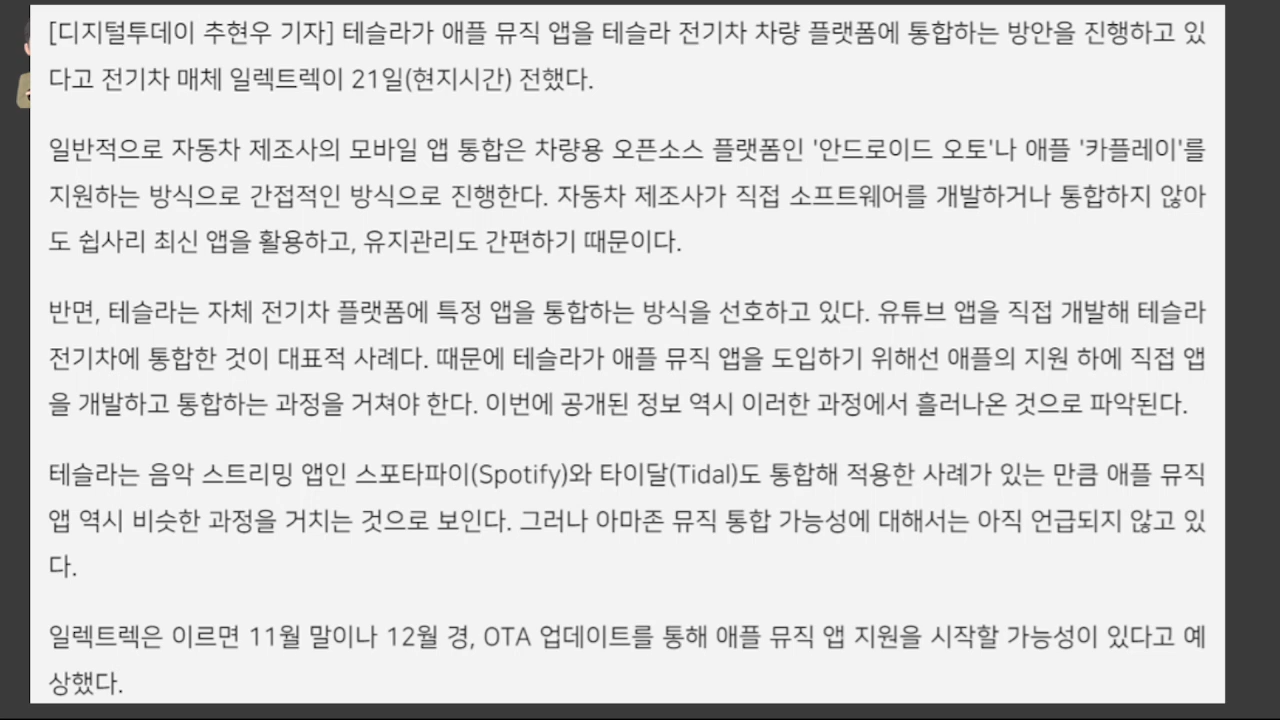 [디지털투데이 추현우 기자] 테슬라가 애플 뮤직 앱을 테슬라 전기차 차량 플랫폼에 통합하는 방안을 진행하고 있
다고 전기차 매체 일렉트렉이 21일(현지시간) 전했다.
일반적으로 자동차 제조사의 모바일 앱 통합은 차량용 오픈소스 플랫폼인 '안드로이드 오토'나 애플 '카플레이'를
지원하는 방식으로 간접적인 방식으로 진행한다. 자동차 제조사가 직접 소프트웨어를 개발하거나 통합하지 않아
도 쉽사리 최신 앱을 활용하고, 유지관리도 간편하기 때문이다.
반면, 테슬라는 자체 전기차 플랫폼에 특정 앱을 통합하는 방식을 선호하고 있다. 유튜브 앱을 직접 개발해 테슬라
전기차에 통합한 것이 대표적 사례다. 때문에 테슬라가 애플 뮤직 앱을 도입하기 위해선 애플의 지원 하에 직접 앱
을 개발하고 통합하는 과정을 거쳐야 한다. 이번에 공개된 정보 역시 이러한 과정에서 흘러나온 것으로 파악된다.
테슬라는 음악 스트리밍 앱인 스포타파이(Spotify)와 타이달(Tidal)도 통합해 적용한 사례가 있는 만큼 애플 뮤직
앱 역시 비슷한 과정을 거치는 것으로 보인다. 그러나 아마존 뮤직 통합 가능성에 대해서는 아직 언급되지 않고 있
다.
일렉트렉은 이르면 11월 말이나 12월 경, OTA 업데이트를 통해 애플 뮤직 앱 지원을 시작할 가능성이 있다고 예
상했다.